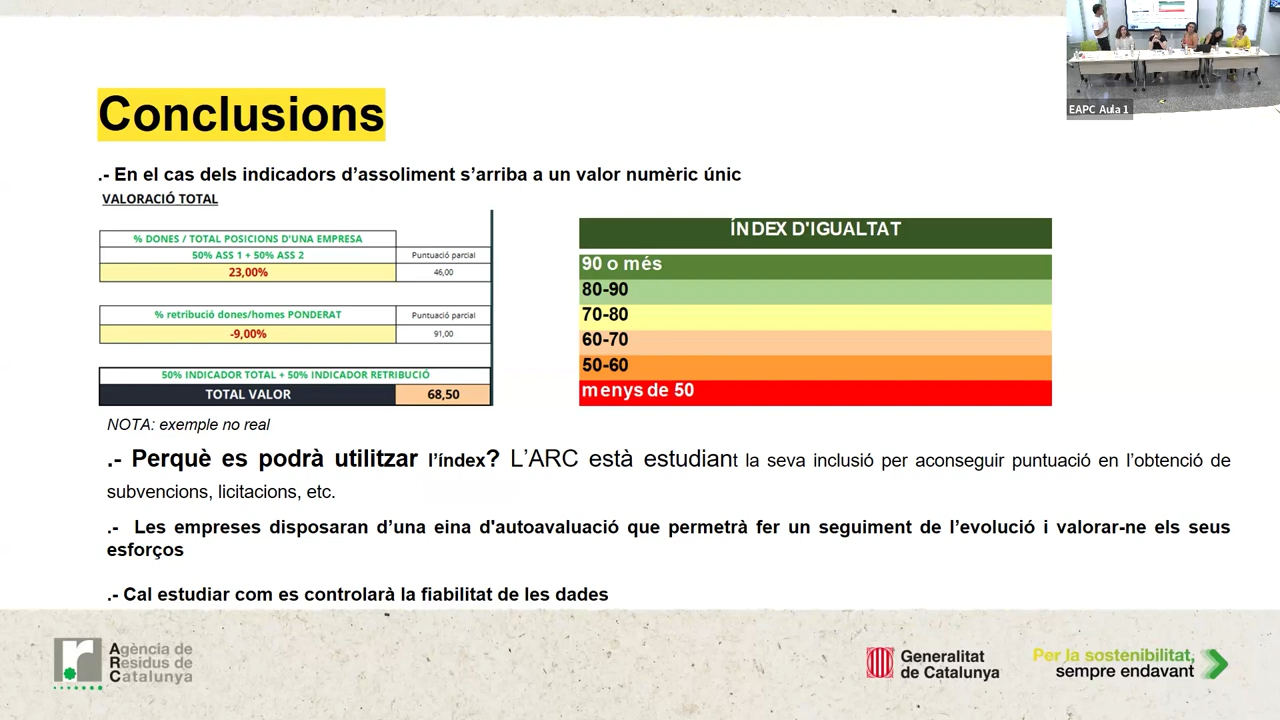 EAPC Aula 1
Conclusions
.- En el cas dels indicadors d'assoliment s'arriba a un valor numèric únic
VALORACIÓ TOTAL
% DONES / TOTAL POSICIONS D'UNA EMPRESA
50% ASS 1 + 50% ASS 2 Puntuació parcial
23,00% 46,00
% retribució dones/homes PONDERAT Puntuació parcial
-9,00% 91,00
50% INDICADOR TOTAL + 50% INDICADOR RETRIBUCIÓ
TOTAL VALOR 68,50
NOTA: exemple no real
ÍNDEX D'IGUALTAT
90 o més
80-90
70-80
60-70
50-60
menys de 50
.- Perquè es podrà utilitzar l'índex? L'ARC està estudiant la seva inclusió per aconseguir puntuació en l'obtenció de
subvencions, licitacions, etc.
.- Les empreses disposaran d'una eina d'autoavaluació que permetrà fer un seguiment de l'evolució i valorar-ne els seus
esforços
.- Cal estudiar com es controlarà la fiabilitat de les dades
Agència de
Residus de
Catalunya
Generalitat
de Catalunya
Per la sostenibilitat,
sempre endavant